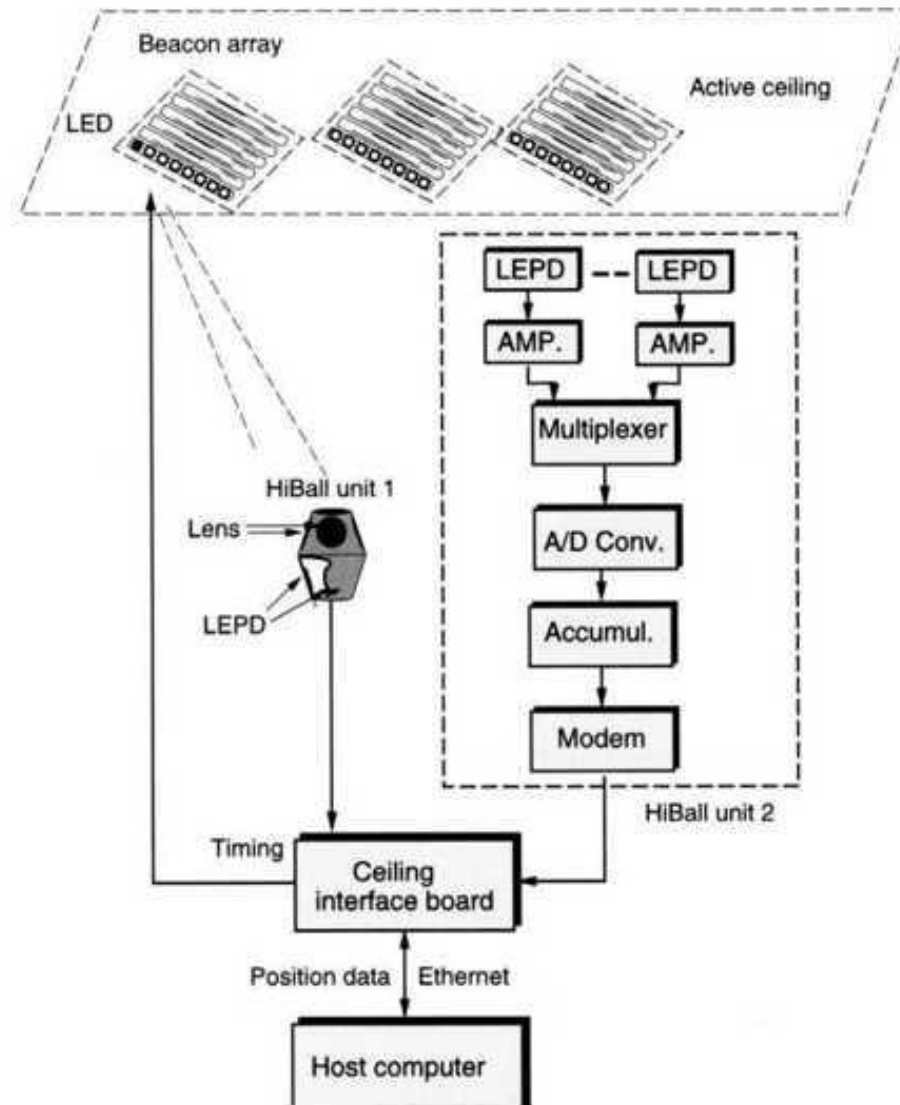 Beacon array
Active ceiling
LED
LEPD
LEPD
AMP.
AMP.
Multiplexer
HiBall unit 1
Lens
A/D Conv.
LEPD
Accumul.
Modem
HiBall unit 2
Timing
Ceiling
interface board
Position data
Ethernet
Host computer